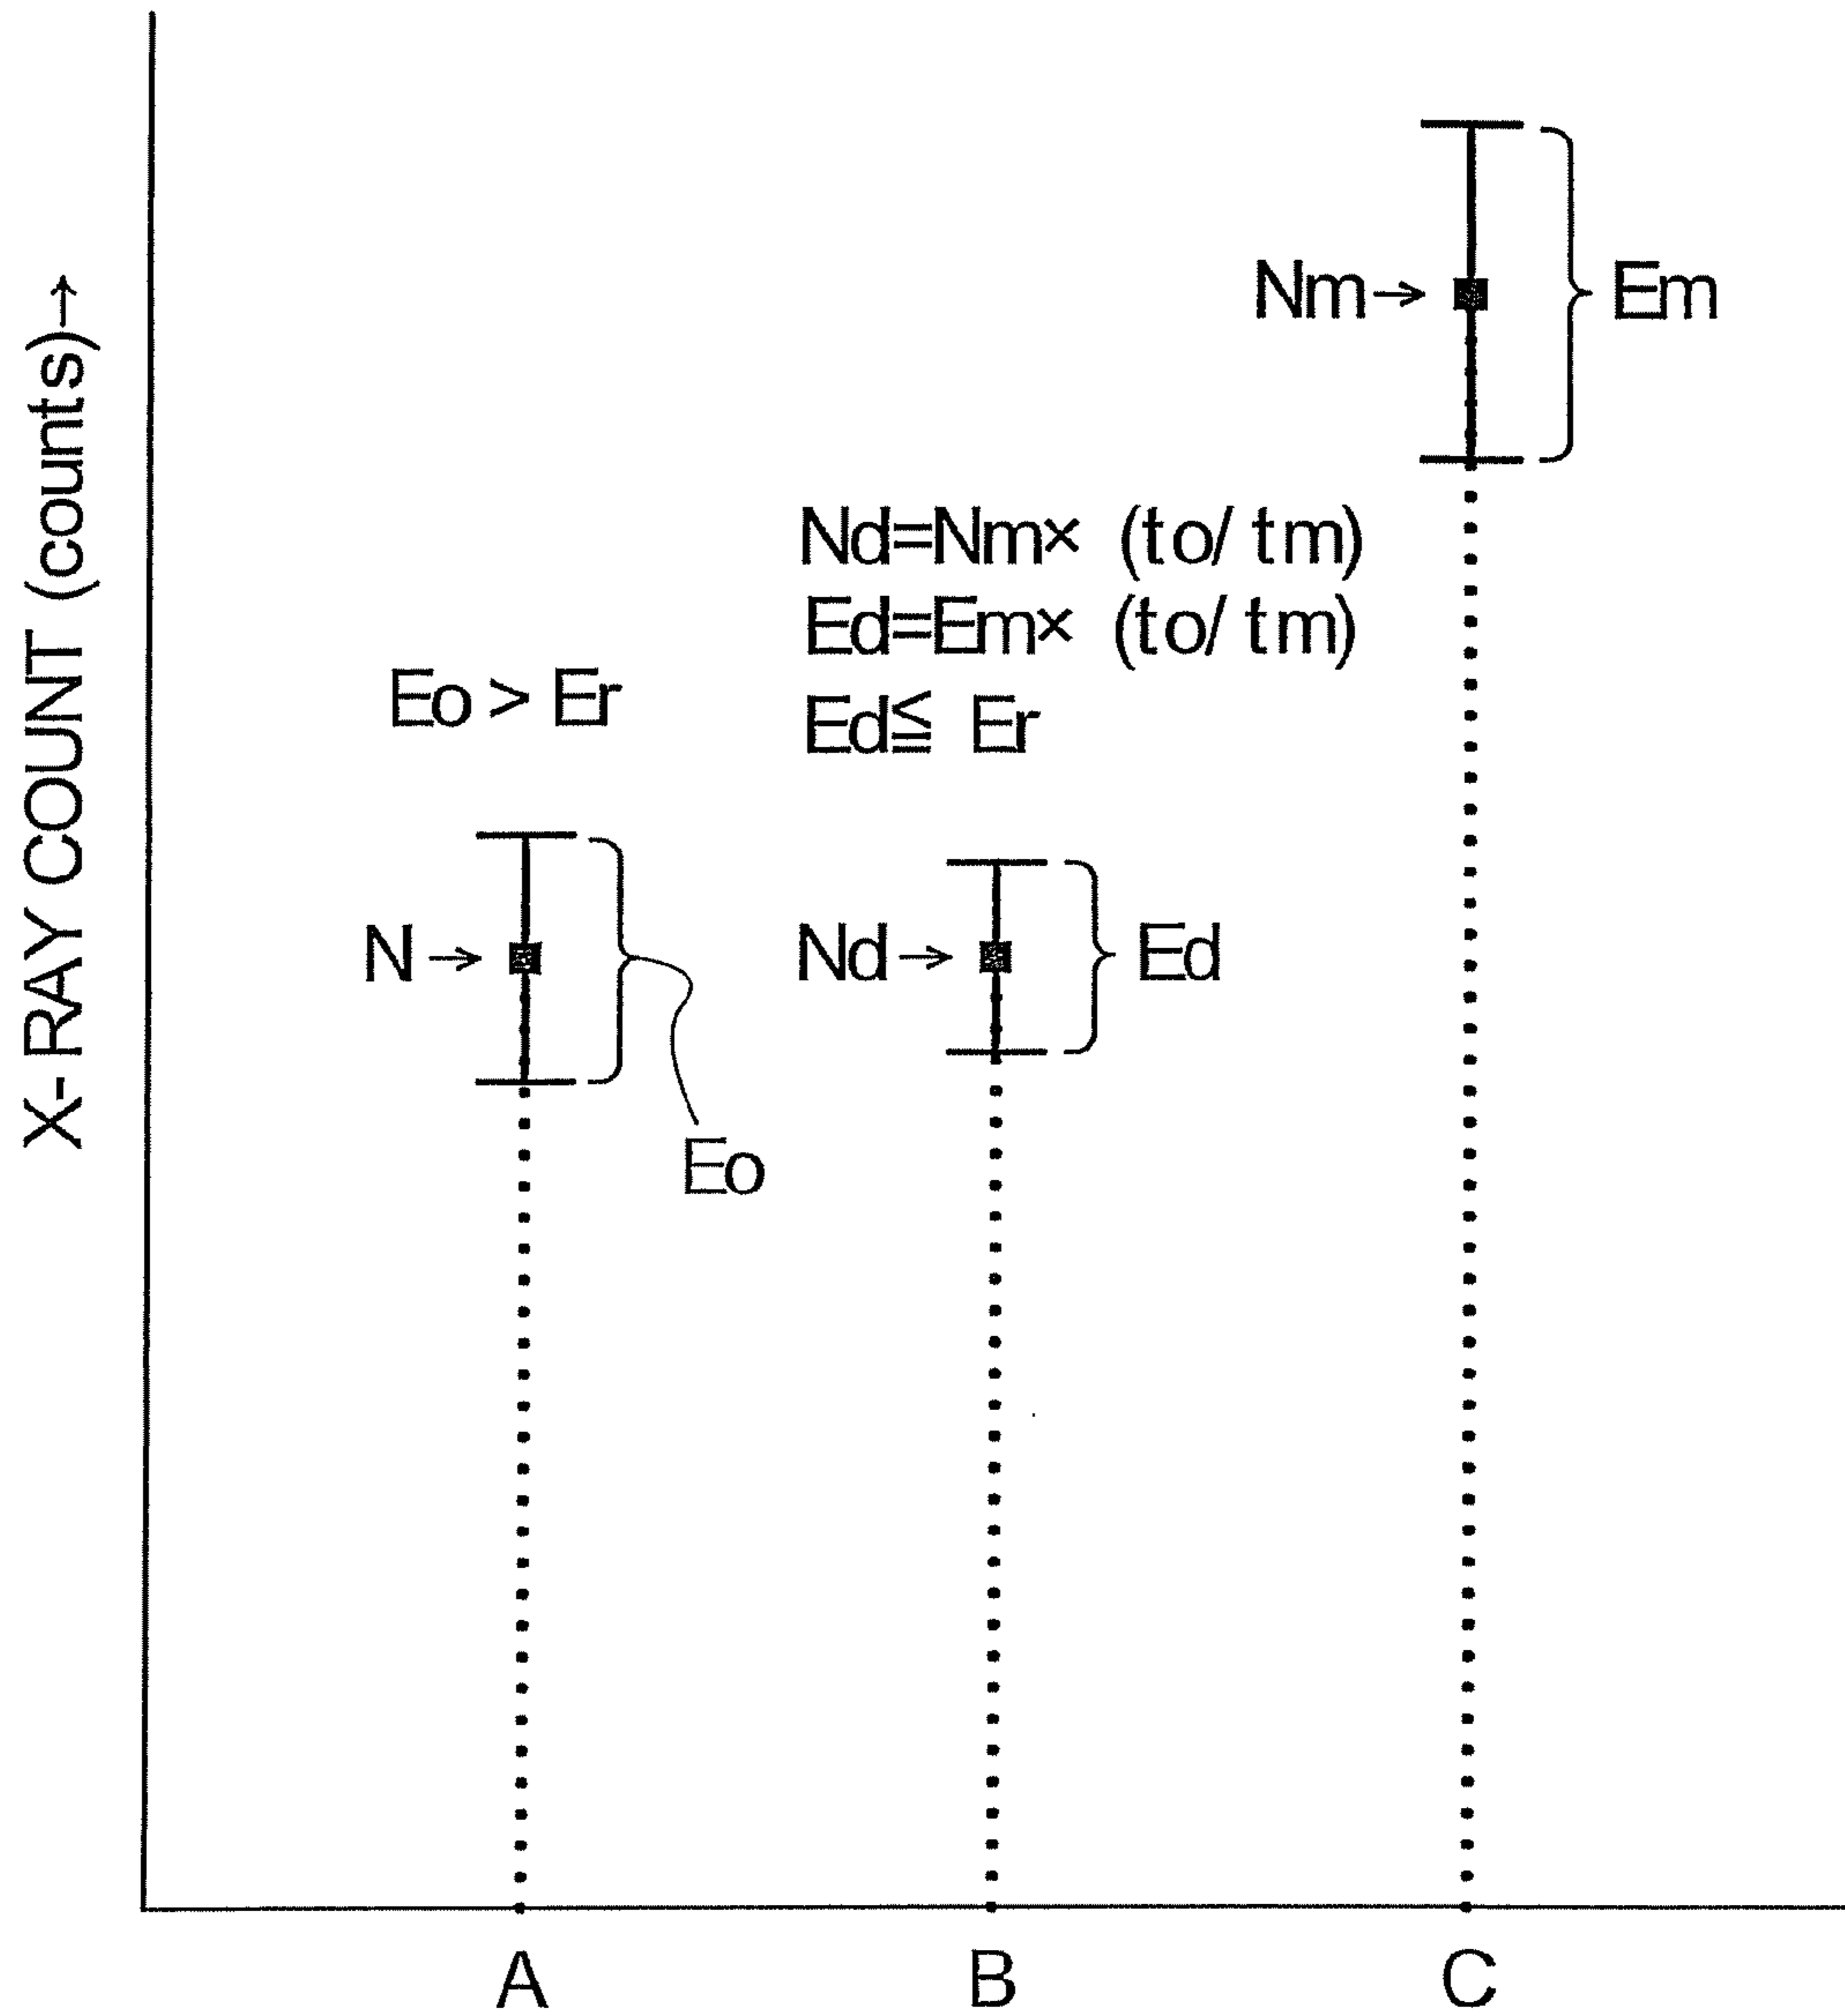 X-RAY COUNT (counts)→
Nm→
Em
Nd=Nm× (to/tm)
Ed=Em× (to/tm)
Ed≦ Er
Eo > Er
N→
Eo
Nd→
Ed
A
B
C